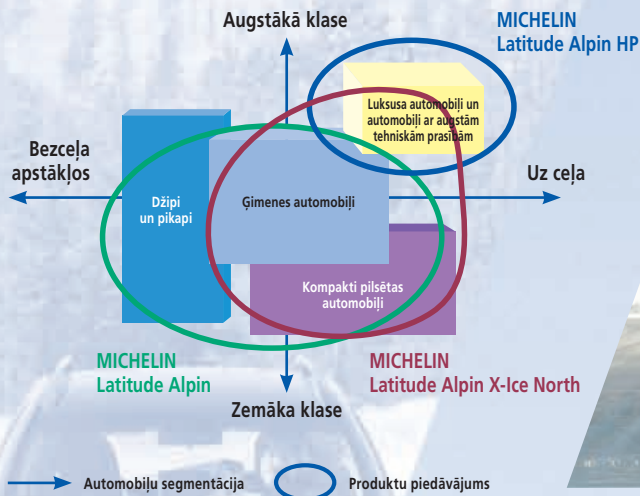 Augstākā klase
MICHELIN
Latitude Alpin HP
Luksusa automobiļi un
automobiļi ar augstām
tehniskām prasībām
Bezceļa
apstākļos
Uz ceļa
Džipi
un pikapi
Ģimenes automobiļi
Kompakti pilsētas
automobiļi
MICHELIN
Latitude Alpin
MICHELIN
Latitude Alpin X-Ice North
Zemāka klase
Automobiļu segmentācija
Produktu piedāvājums